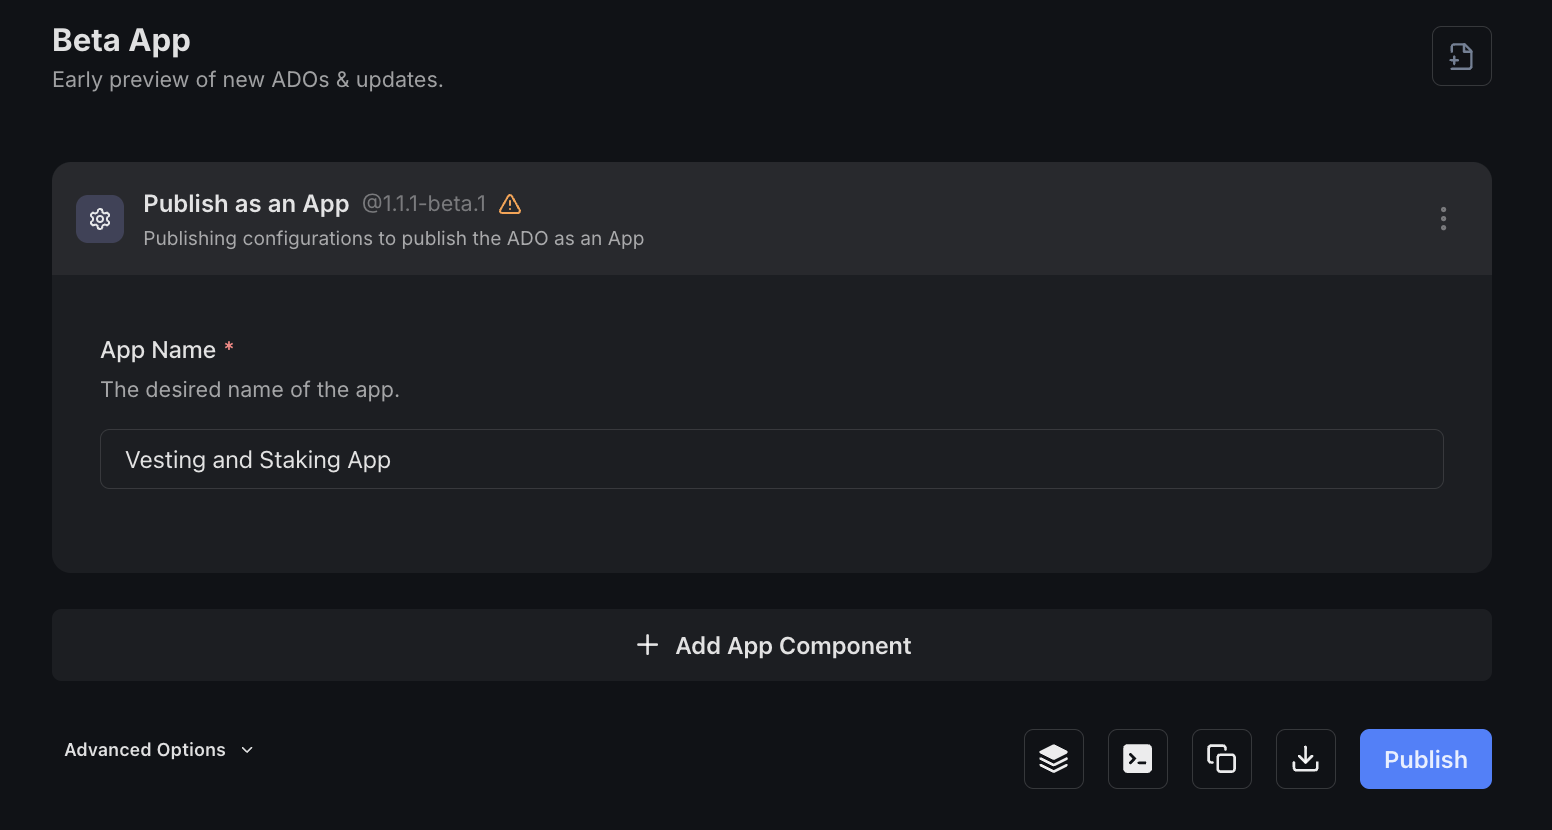 Beta App
Early preview of new ADOs & updates.
Publish as an App @1.1.1-beta.1
Publishing configurations to publish the ADO as an App
App Name *
The desired name of the app.
Vesting and Staking App
Add App Component
Advanced Options
Publish